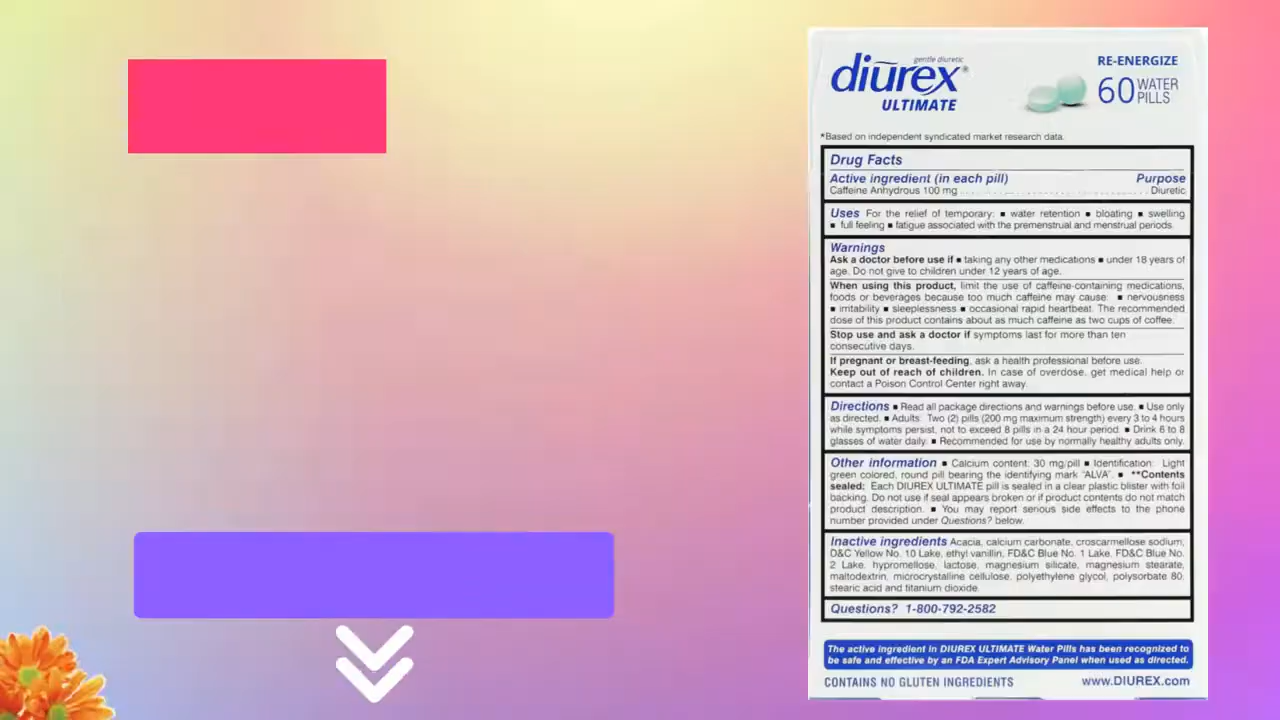 gentle diuretic
diurex®
ULTIMATE
RE-ENERGIZE
60 WATER
PILLS
*Based on independent syndicated market research data.
Drug Facts
Active ingredient (in each pill) Purpose
Caffeine Anhydrous 100 mg Diuretic
Uses For the relief of temporary: ■ water retention ■ bloating ■ swelling
■ full feeling ■ fatigue associated with the premenstrual and menstrual periods
Warnings
Ask a doctor before use if ■ taking any other medications ■ under 18 years of
age. Do not give to children under 12 years of age.
When using this product, limit the use of caffeine-containing medications,
foods or beverages because too much caffeine may cause: ■ nervousness
■ irritability ■ sleeplessness ■ occasional rapid heartbeat. The recommended
dose of this product contains about as much caffeine as two cups of coffee.
Stop use and ask a doctor if symptoms last for more than ten
consecutive days.
If pregnant or breast-feeding, ask a health professional before use.
Keep out of reach of children. In case of overdose, get medical help or
contact a Poison Control Center right away.
Directions ■ Read all package directions and warnings before use. ■ Use only
as directed. ■ Adults: Two (2) pills (200 mg maximum strength) every 3 to 4 hours
while symptoms persist, not to exceed 8 pills in a 24 hour period. ■ Drink 6 to 8
glasses of water daily. ■ Recommended for use by normally healthy adults only.
Other information ■ Calcium content: 30 mg/pill ■ Identification: Light
green colored, round pill bearing the identifying mark "ALVA". ■ **Contents
sealed: Each DIUREX ULTIMATE pill is sealed in a clear plastic blister with foil
backing. Do not use if seal appears broken or if product contents do not match
product description. ■ You may report serious side effects to the phone
number provided under Questions? below.
Inactive ingredients Acacia, calcium carbonate, croscarmellose sodium,
D&C Yellow No. 10 Lake, ethyl vanillin, FD&C Blue No. 1 Lake, FD&C Blue No.
2 Lake, hypromellose, lactose, magnesium silicate, magnesium stearate,
maltodextrin, microcrystalline cellulose, polyethylene glycol, polysorbate 80,
stearic acid and titanium dioxide.
Questions? 1-800-792-2582
The active ingredient in DIUREX ULTIMATE Water Pills has been recognized to
be safe and effective by an FDA Expert Advisory Panel when used as directed.
CONTAINS NO GLUTEN INGREDIENTS www.DIUREX.com